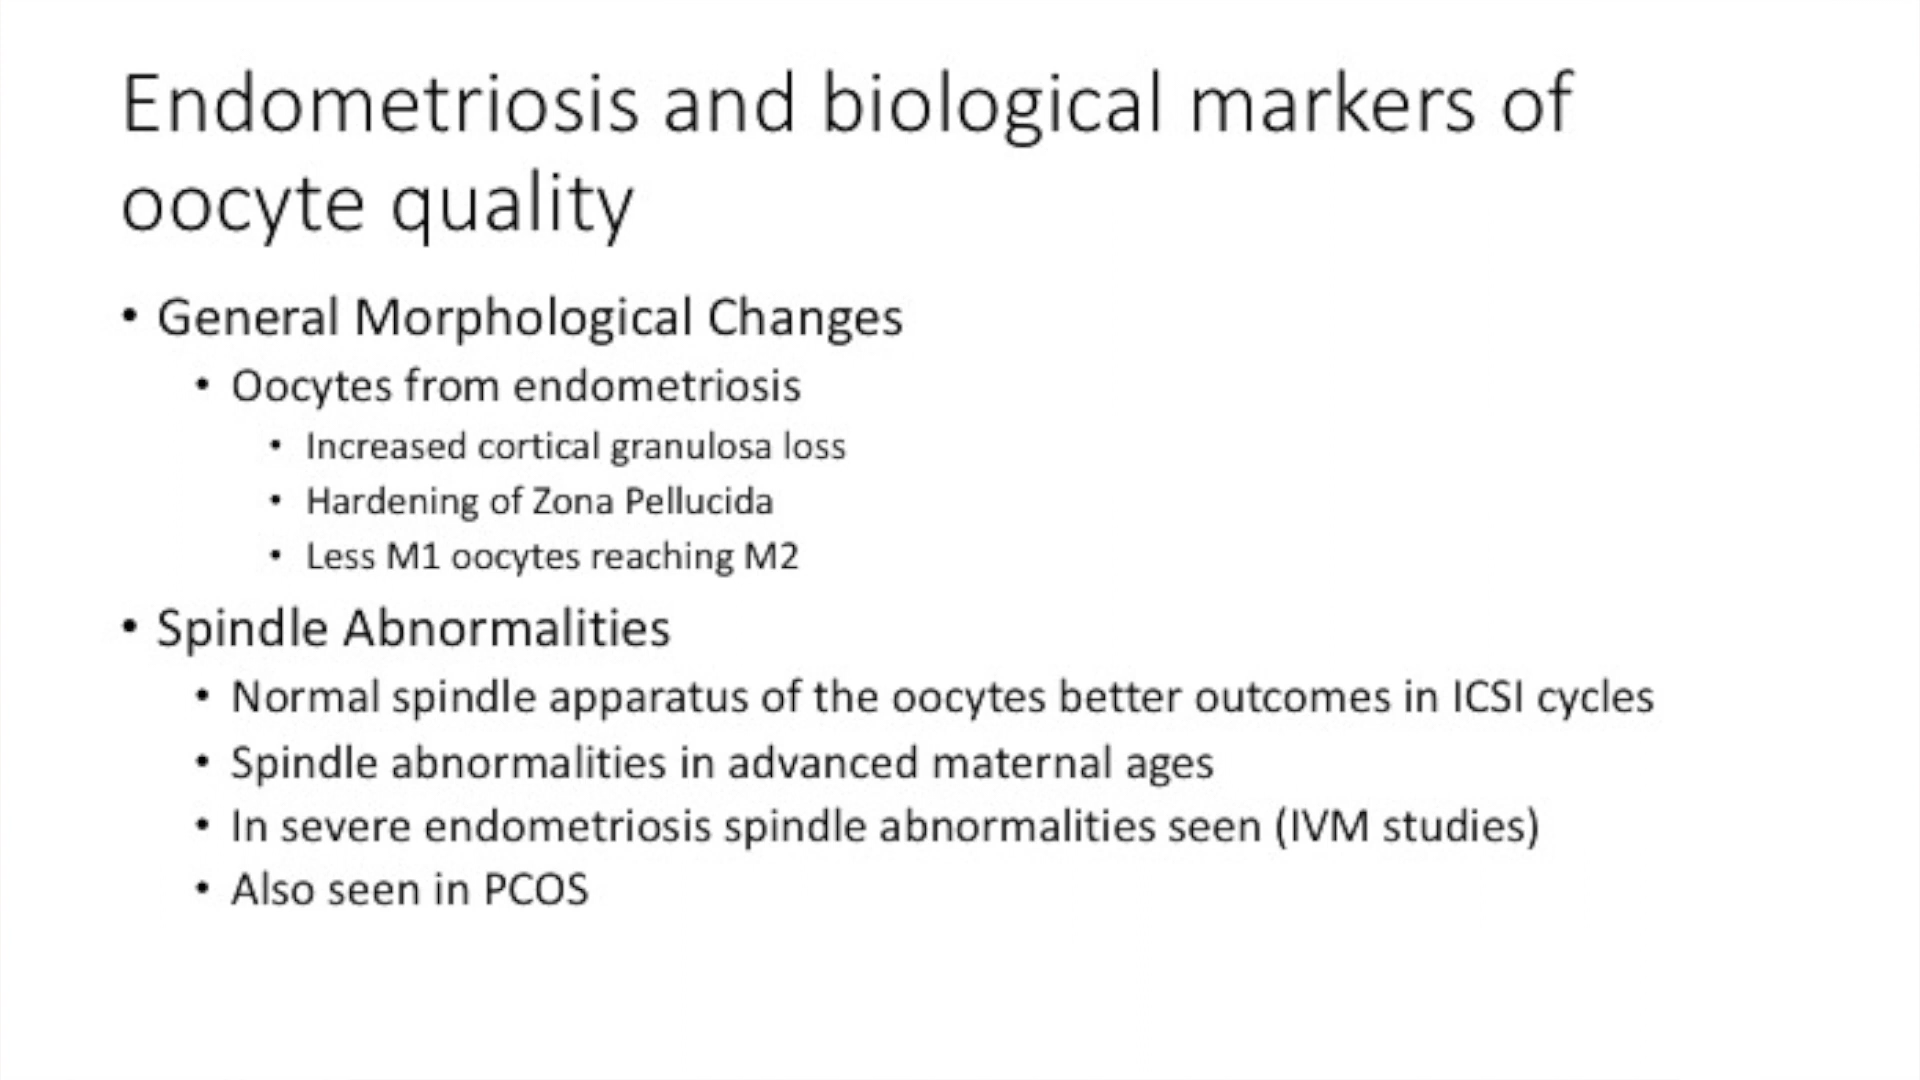 Endometriosis and biological markers of
oocyte quality
• General Morphological Changes
• Oocytes from endometriosis
• Increased cortical granulosa loss
• Hardening of Zona Pellucida
• Less M1 oocytes reaching M2
• Spindle Abnormalities
• Normal spindle apparatus of the oocytes better outcomes in ICSI cycles
• Spindle abnormalities in advanced maternal ages
• In severe endometriosis spindle abnormalities seen (IVM studies)
• Also seen in PCOS